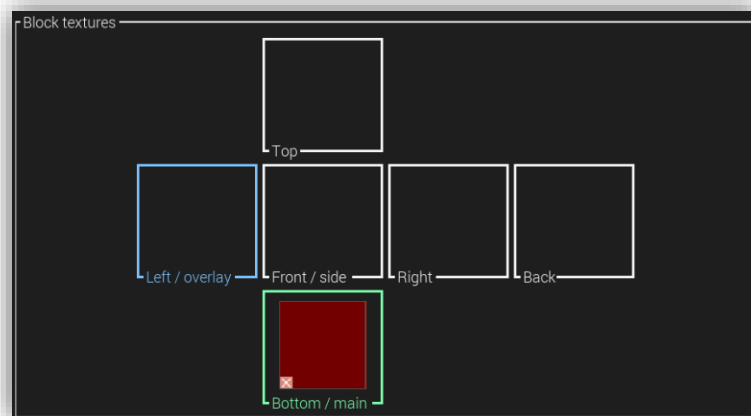 Block textures
Top
Left / overlay
Front / side
Right
Back
Bottom / main